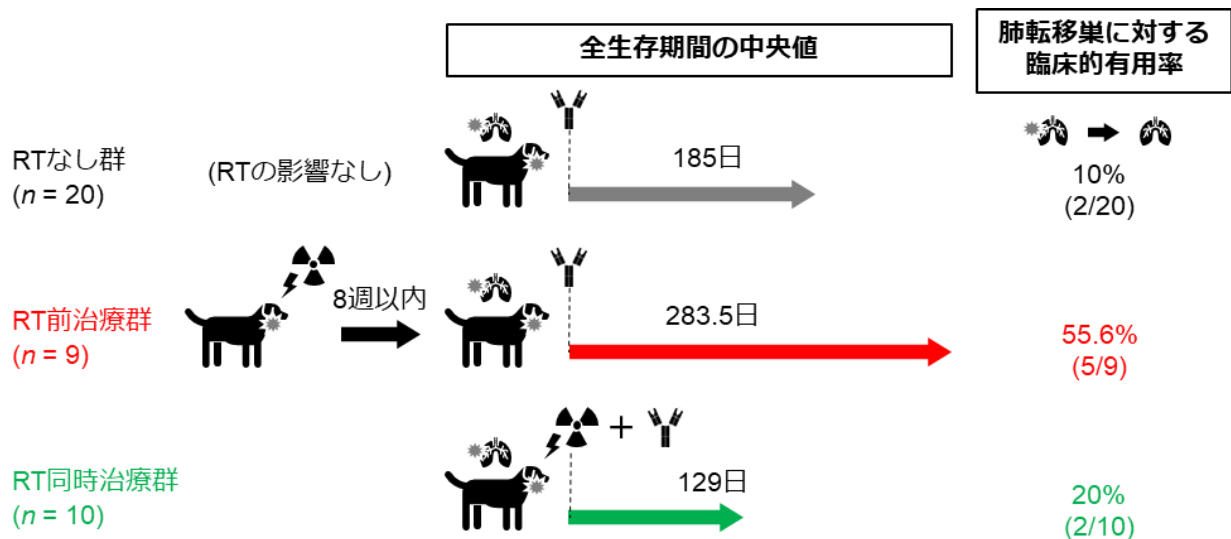 全生存期間の中央値
肺転移巣に対する
臨床的有用率
RTなし群
(n = 20)
(RTの影響なし)
185日
10%
(2/20)
RT前治療群
(n = 9)
8週以内
283.5日
55.6%
(5/9)
RT同時治療群
(n = 10)
+
129日
20%
(2/10)